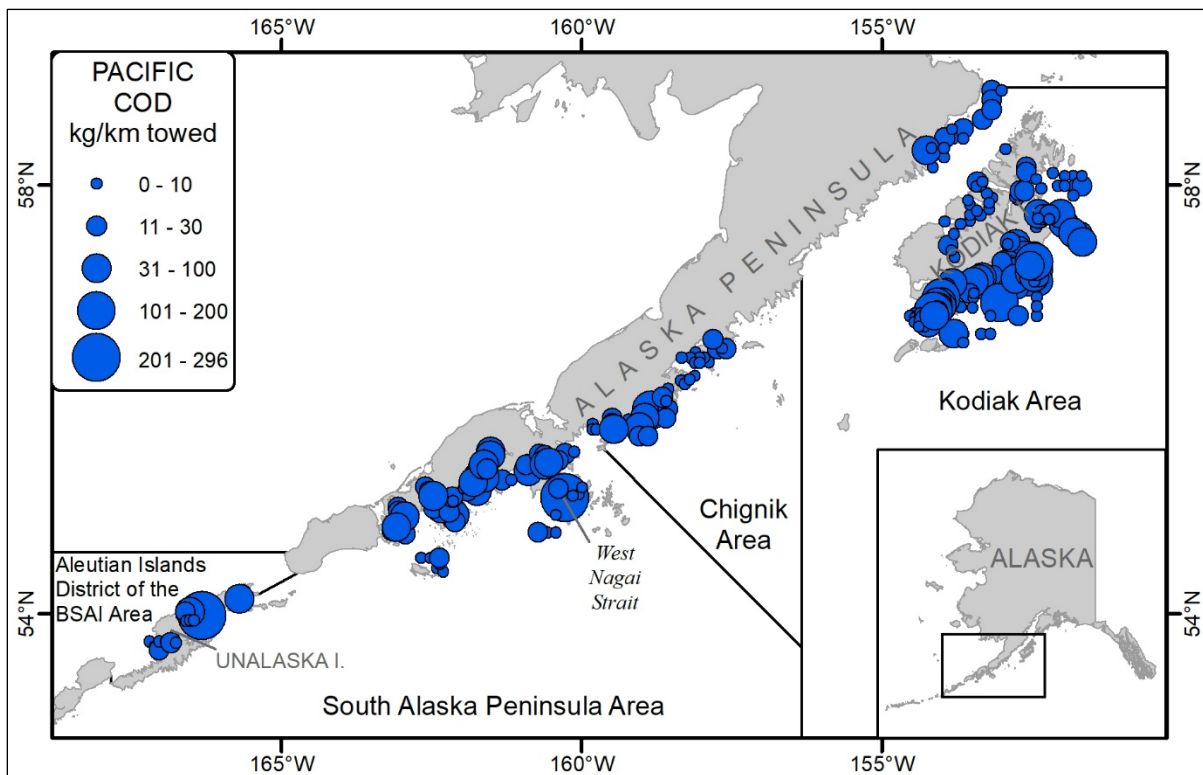 165°W 160°W 155°W
PACIFIC
COD
kg/km towed
0 - 10
11 - 30
31 - 100
101 - 200
201 - 296
58°N
58°N
ALASKA PENINSULA
KODIAK
Kodiak Area
Chignik
Area
West
Nagai
Strait
Aleutian Islands
District of the
BSAI Area
ALASKA
54°N
54°N
UNALASKA I.
South Alaska Peninsula Area
165°W 160°W 155°W